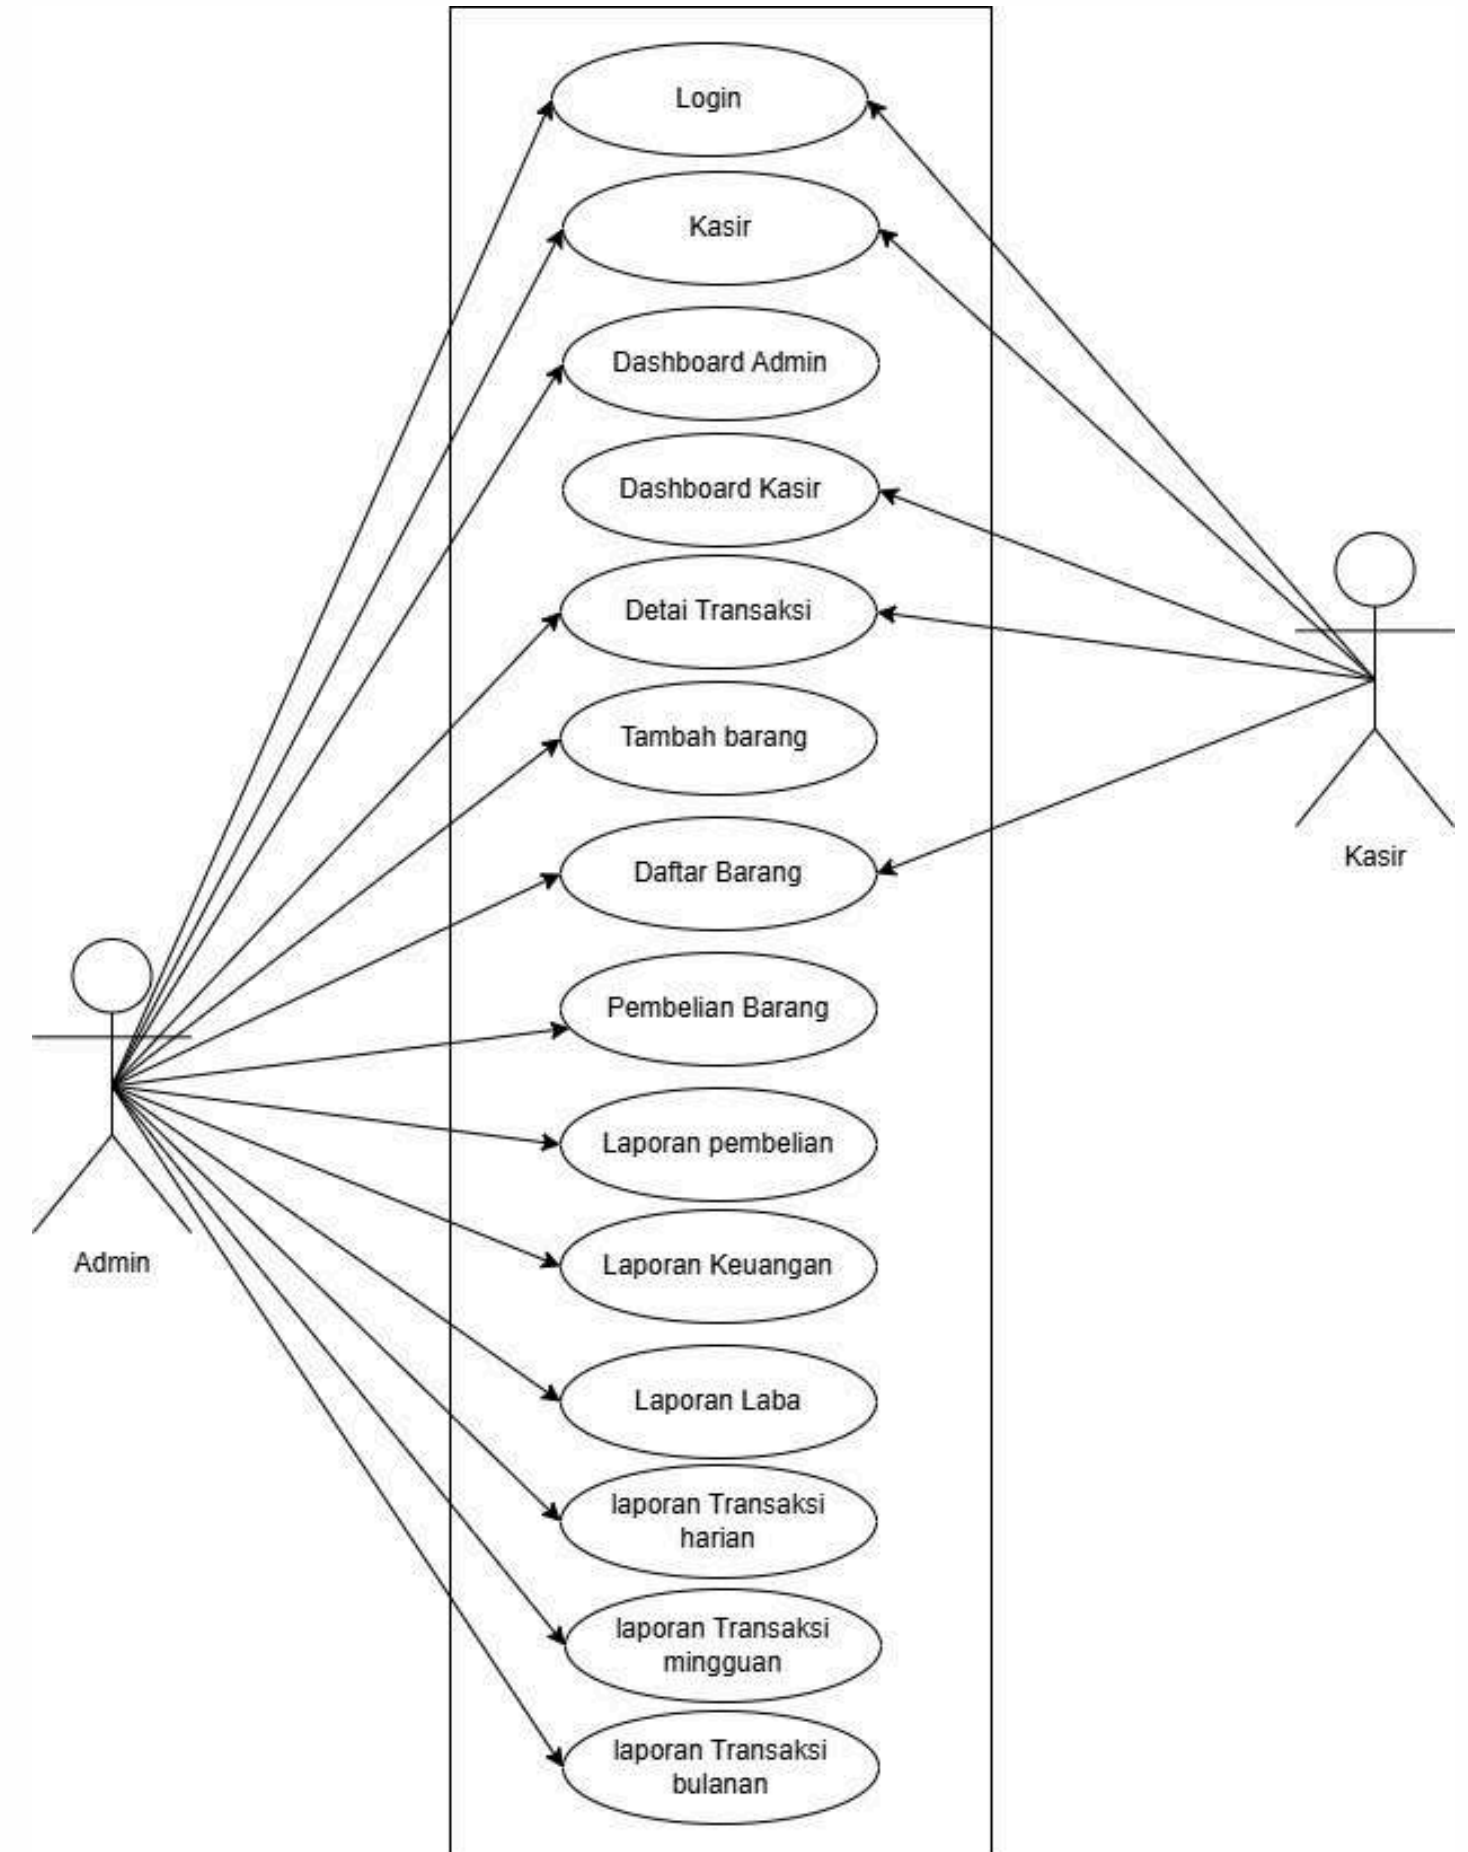 Login
Kasir
Dashboard Admin
Dashboard Kasir
Detai Transaksi
Tambah barang
Daftar Barang
Kasir
Pembelian Barang
Laporan pembelian
Admin
Laporan Keuangan
Laporan Laba
laporan Transaksi
harian
laporan Transaksi
mingguan
laporan Transaksi
bulanan